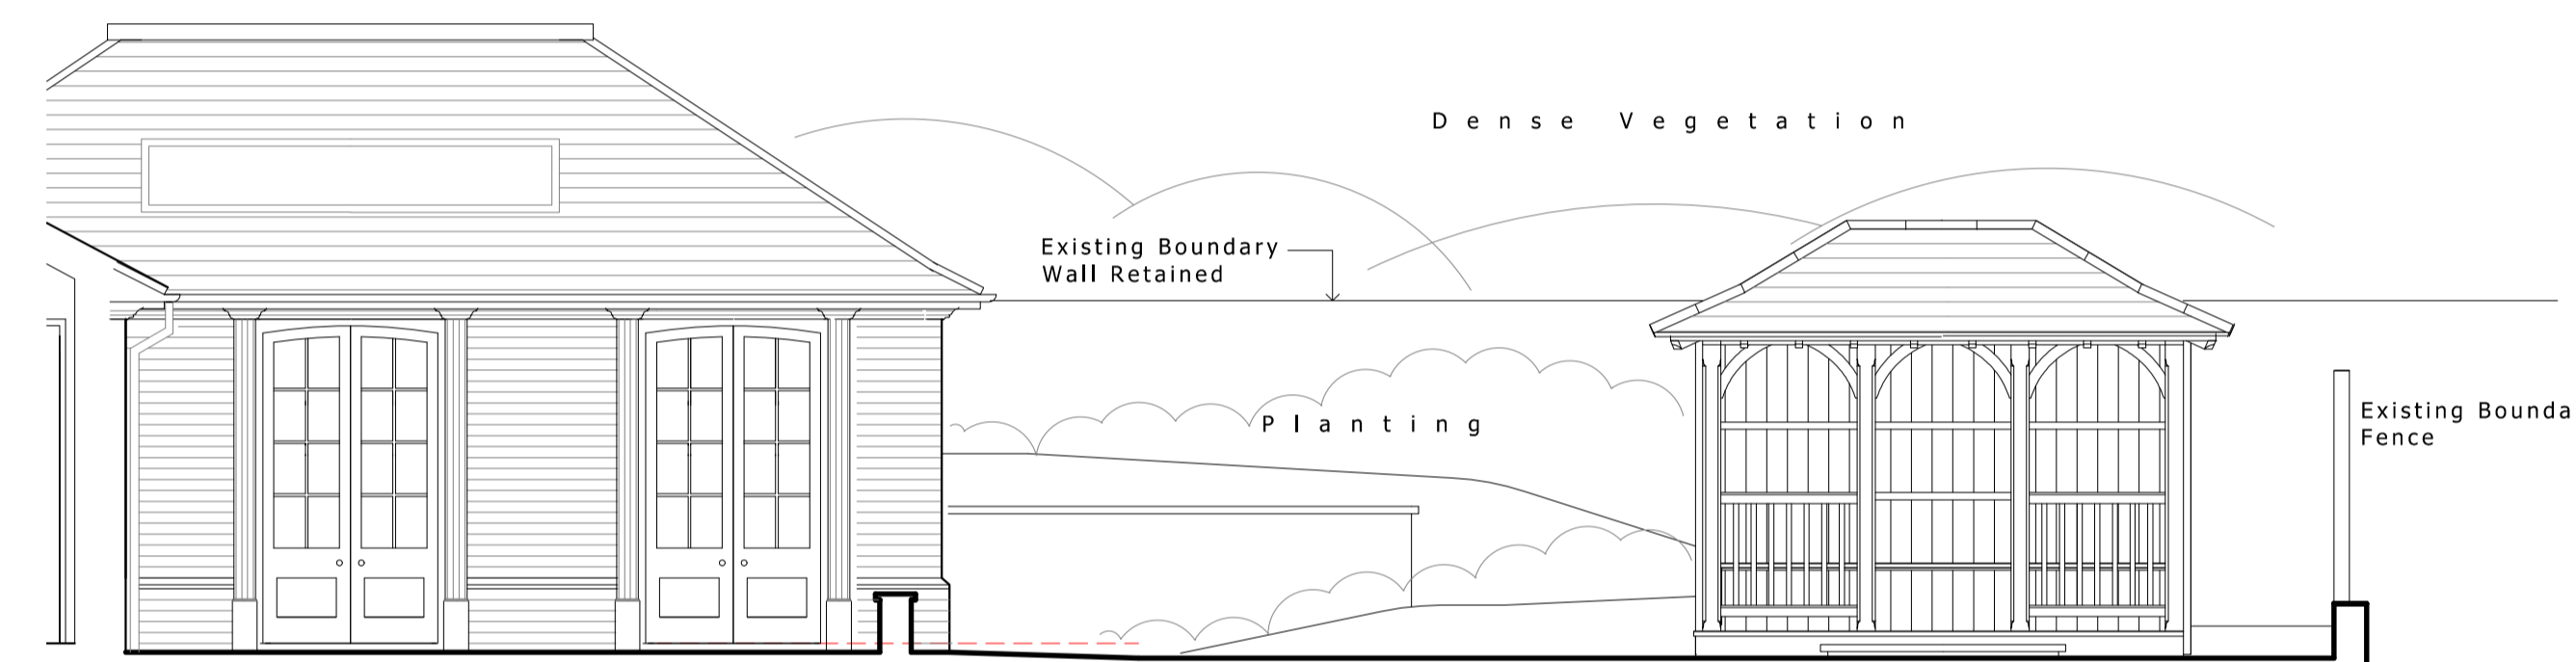 Dense Vegetation
Existing Boundary
Wall Retained
Planting
Existing Bounda
Fence